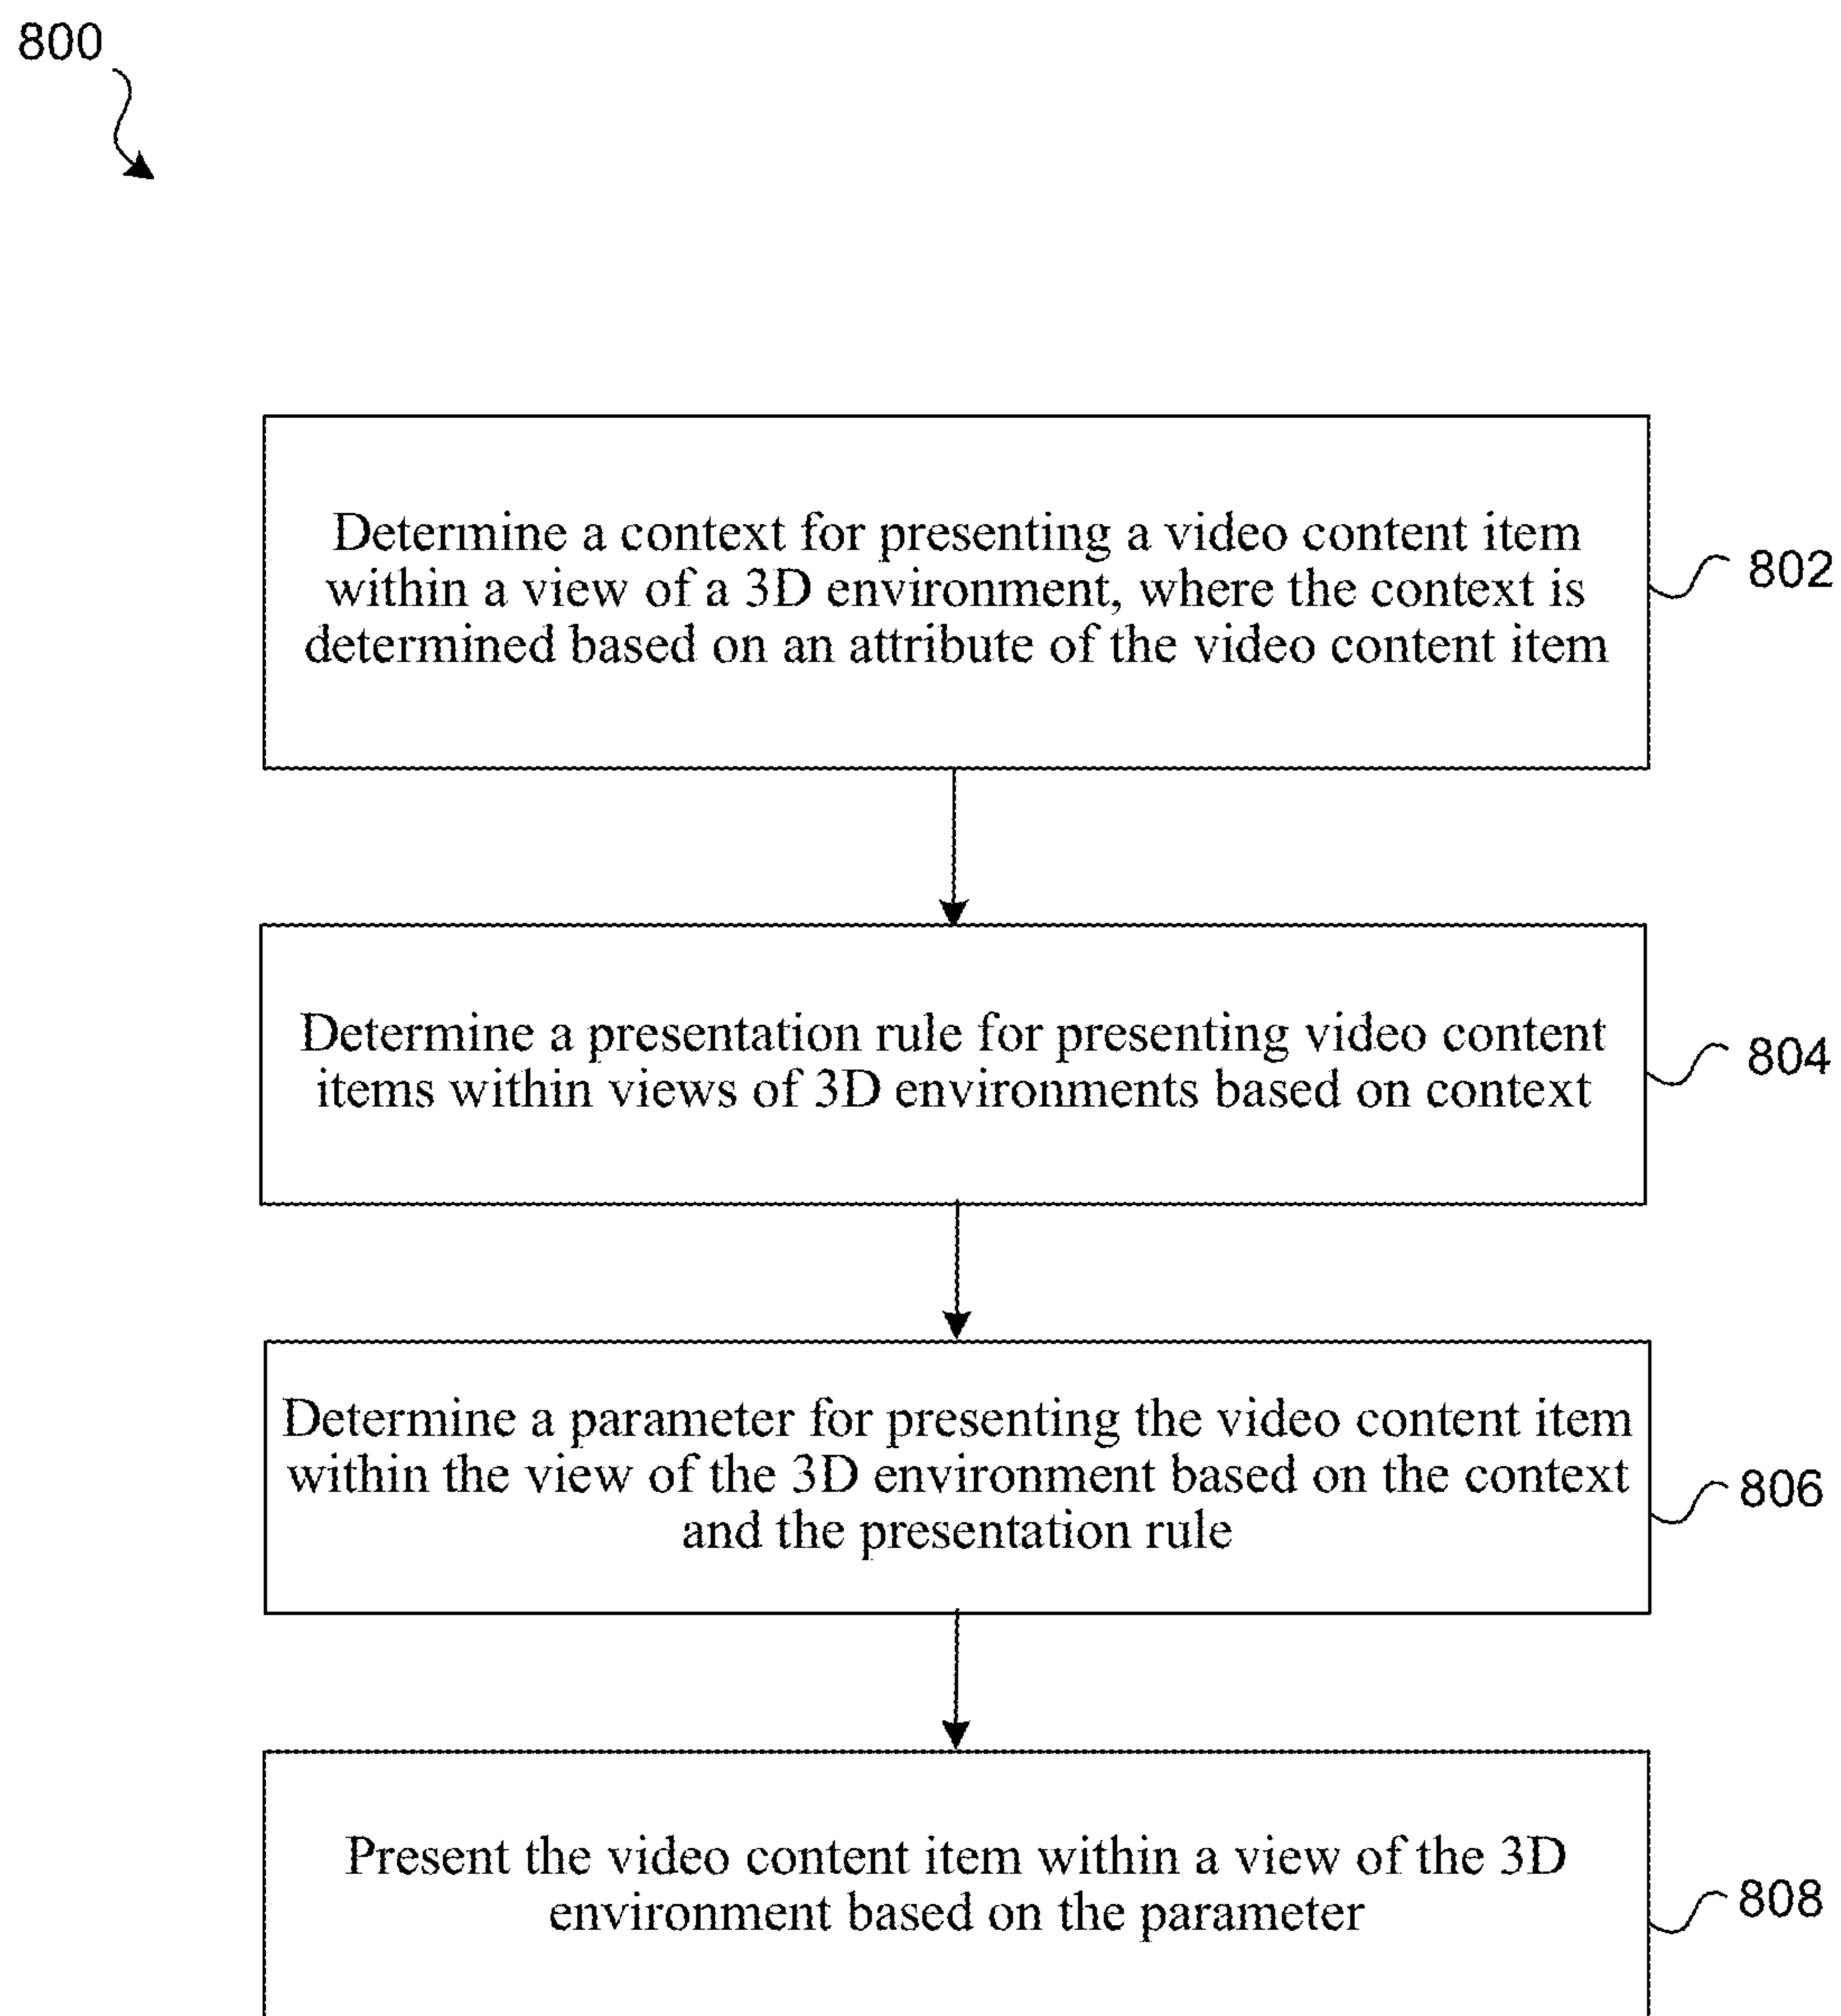 800
Determine a context for presenting a video content item
within a view of a 3D environment, where the context is
determined based on an attribute of the video content item
802
Determine a presentation rule for presenting video content
items within views of 3D environments based on context
804
Determine a parameter for presenting the video content item
within the view of the 3D environment based on the context
and the presentation rule
806
Present the video content item within a view of the 3D
environment based on the parameter
808